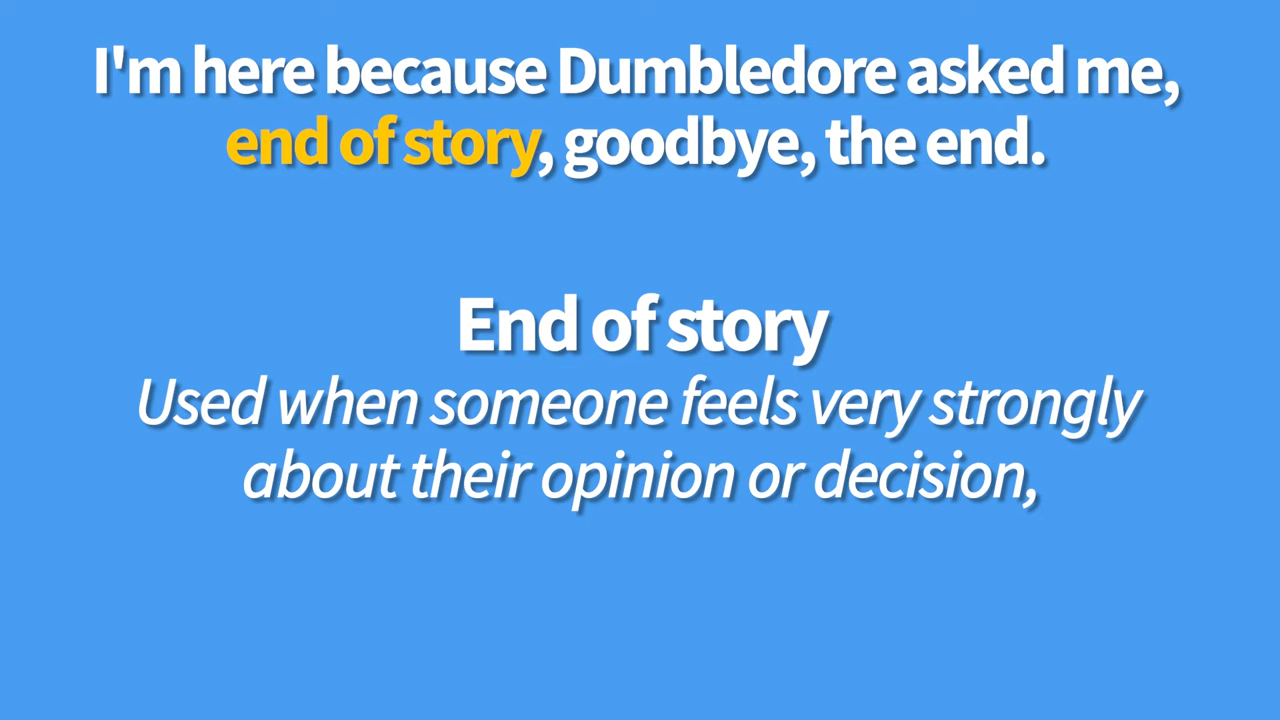 I'm here because Dumbledore asked me,
end of story, goodbye, the end.
End of story
Used when someone feels very strongly
about their opinion or decision,